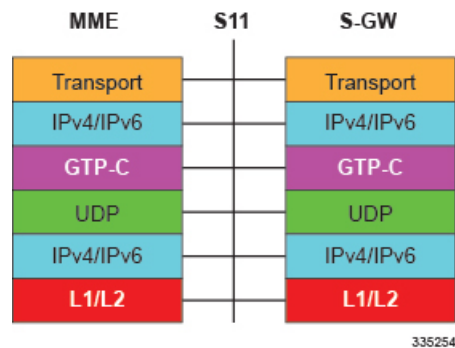 MME S11 S-GW
Transport Transport
IPv4/IPv6 IPv4/IPv6
GTP-C GTP-C
UDP UDP
IPv4/IPv6 IPv4/IPv6
L1/L2 L1/L2
335254